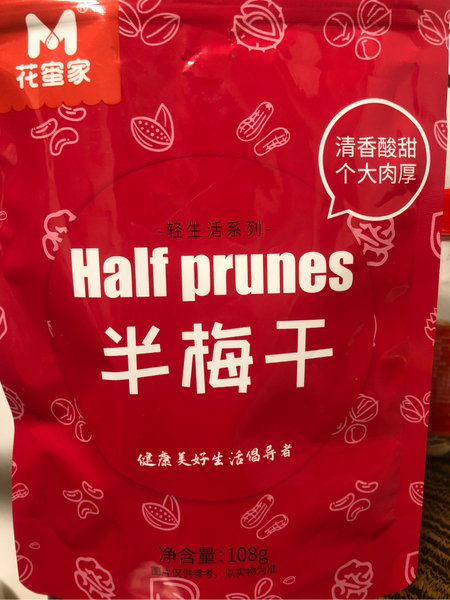 M
花蜜家
清香酸甜
个大肉厚
-轻生活系列-
Half prunes
半梅干
健康美好生活倡导者
净含量:108g
图片仅供参考，以实物为准